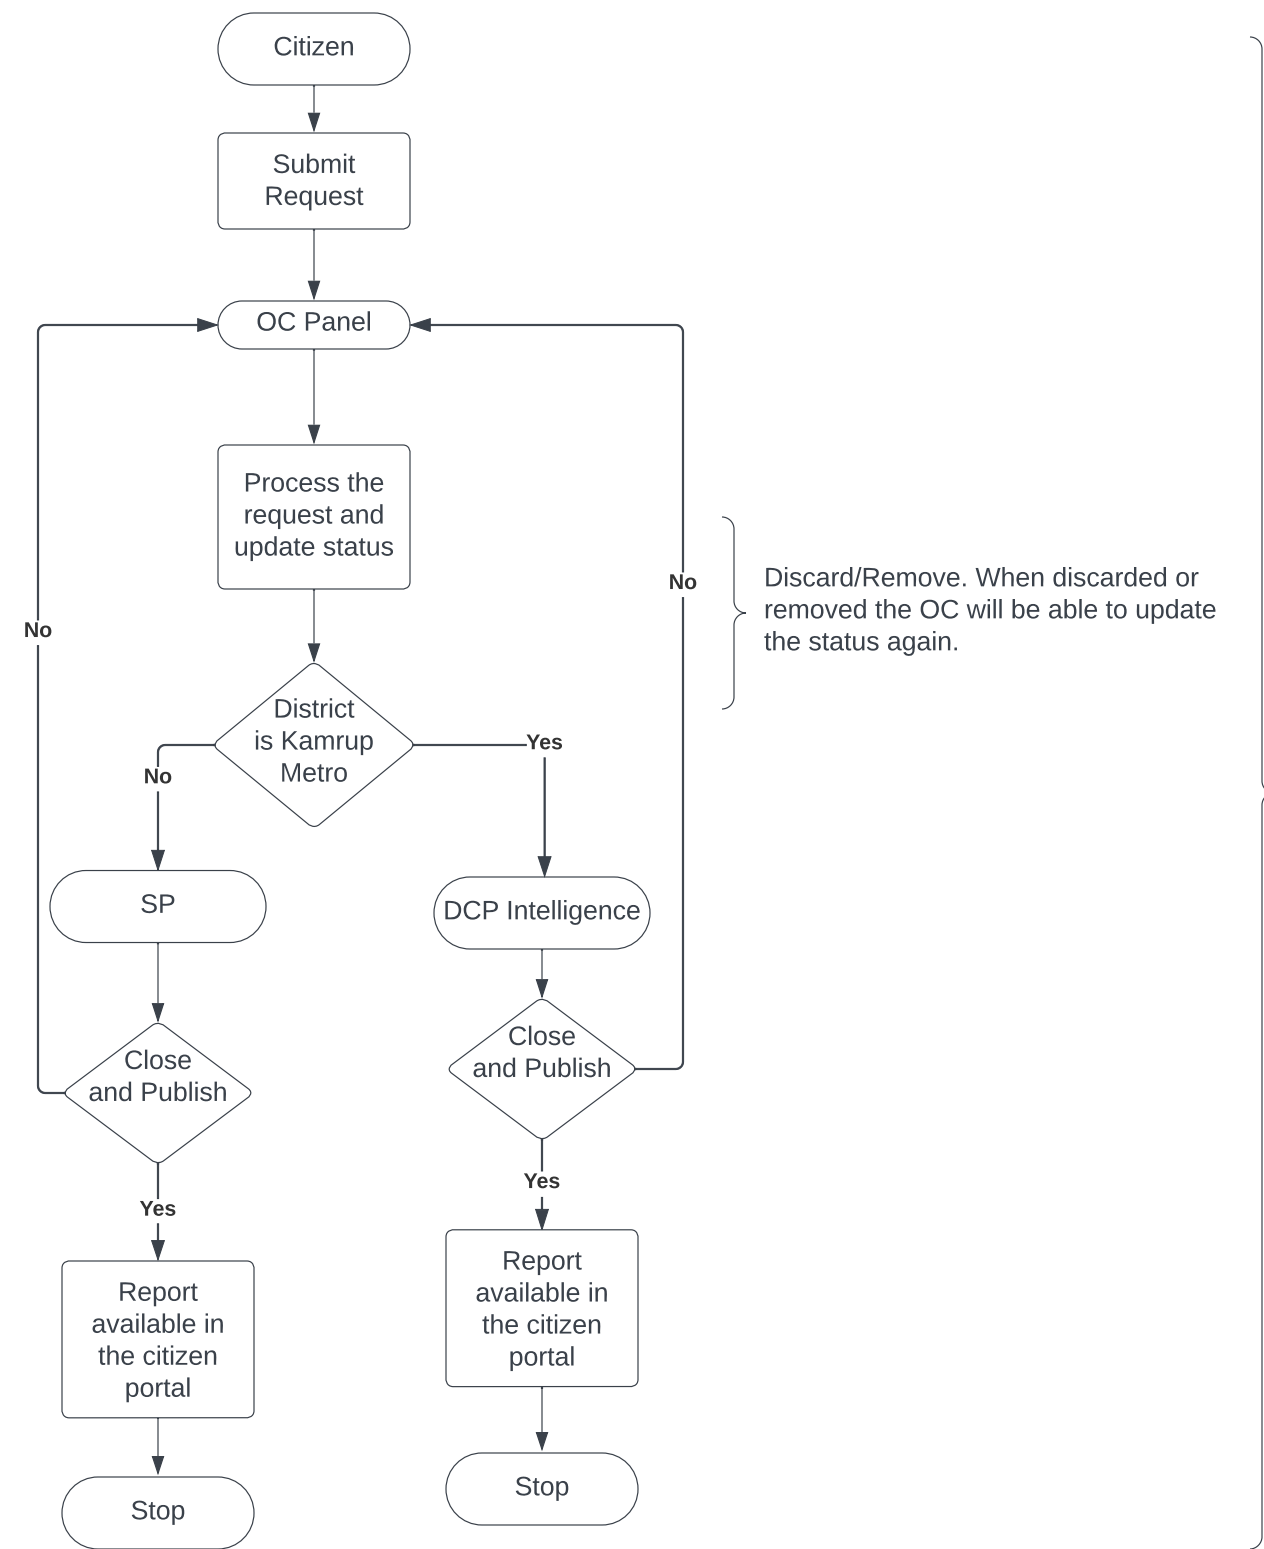 Citizen
Submit
Request
OC Panel
Process the
request and
update status
No
Discard/Remove. When discarded or
removed the OC will be able to update
the status again.
No
District
is Kamrup
Metro
Yes
No
SP
DCP Intelligence
Close
and Publish
Close
and Publish
Yes
Yes
Report
available in
the citizen
portal
Report
available in
the citizen
portal
Stop
Stop